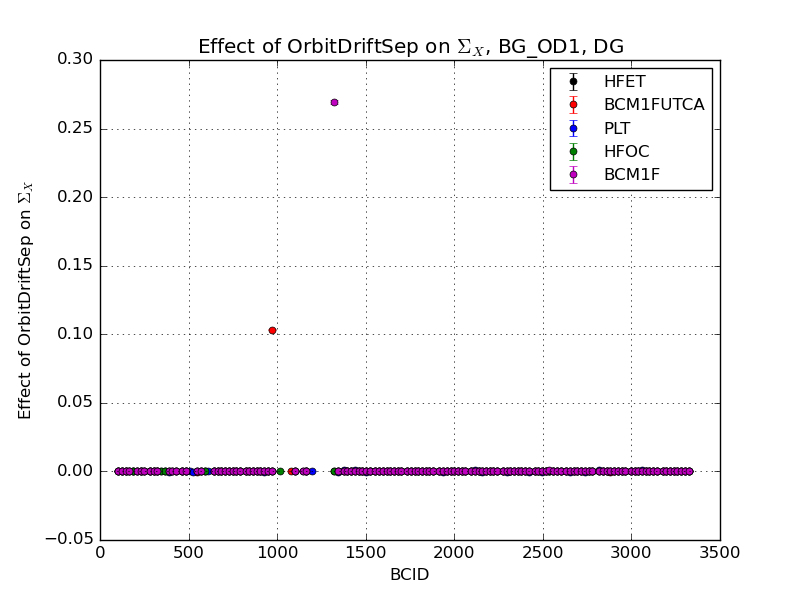 Effect of OrbitDriftSep on Σ_X, BG_OD1, DG
0.30
0.25
0.20
0.15
0.10
0.05
0.00
−0.05
Effect of OrbitDriftSep on Σ_X
HFET
BCM1FUTCA
PLT
HFOC
BCM1F
0 500 1000 1500 2000 2500 3000 3500
BCID